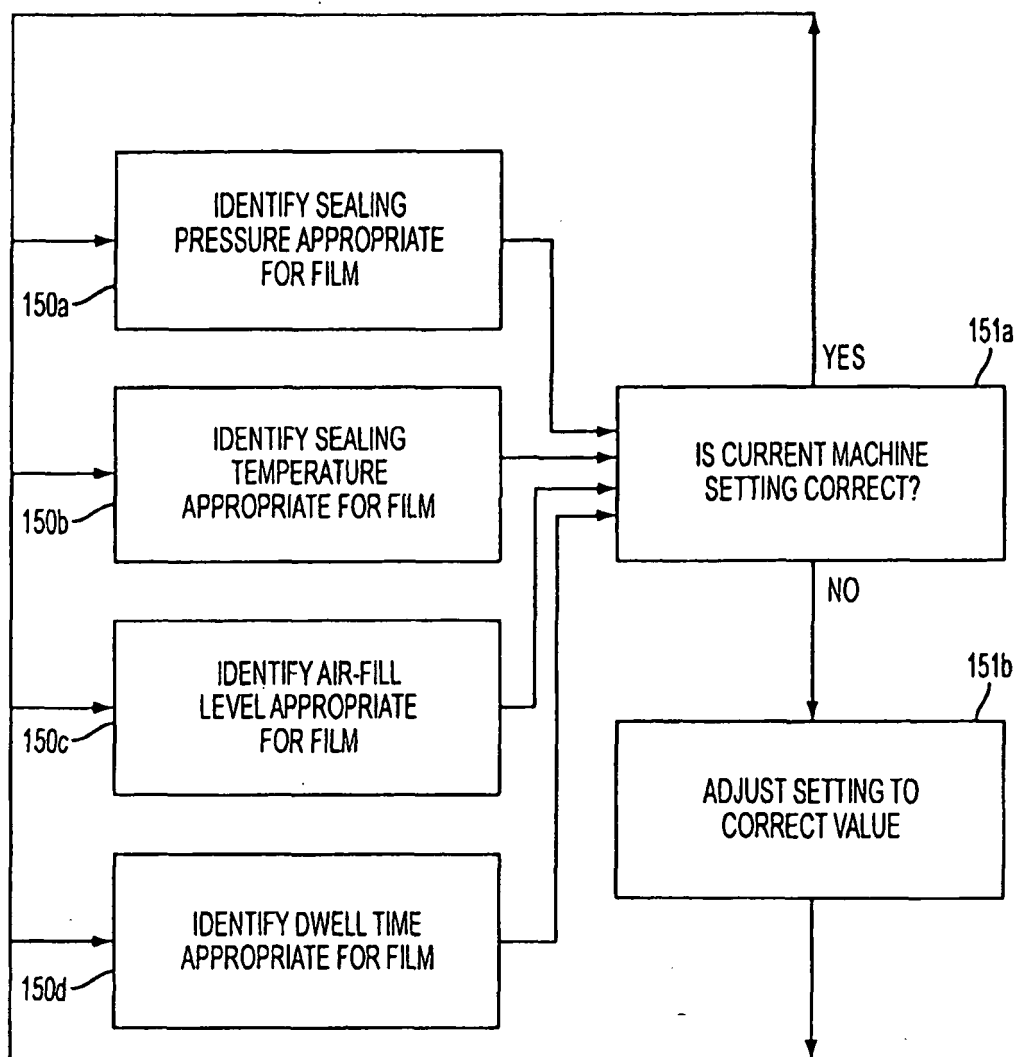 IDENTIFY SEALING
PRESSURE APPROPRIATE
FOR FILM
150a
IDENTIFY SEALING
TEMPERATURE
APPROPRIATE FOR FILM
150b
IDENTIFY AIR-FILL
LEVEL APPROPRIATE
FOR FILM
150c
IDENTIFY DWELL TIME
APPROPRIATE FOR FILM
150d
YES
151a
IS CURRENT MACHINE
SETTING CORRECT?
NO
151b
ADJUST SETTING TO
CORRECT VALUE